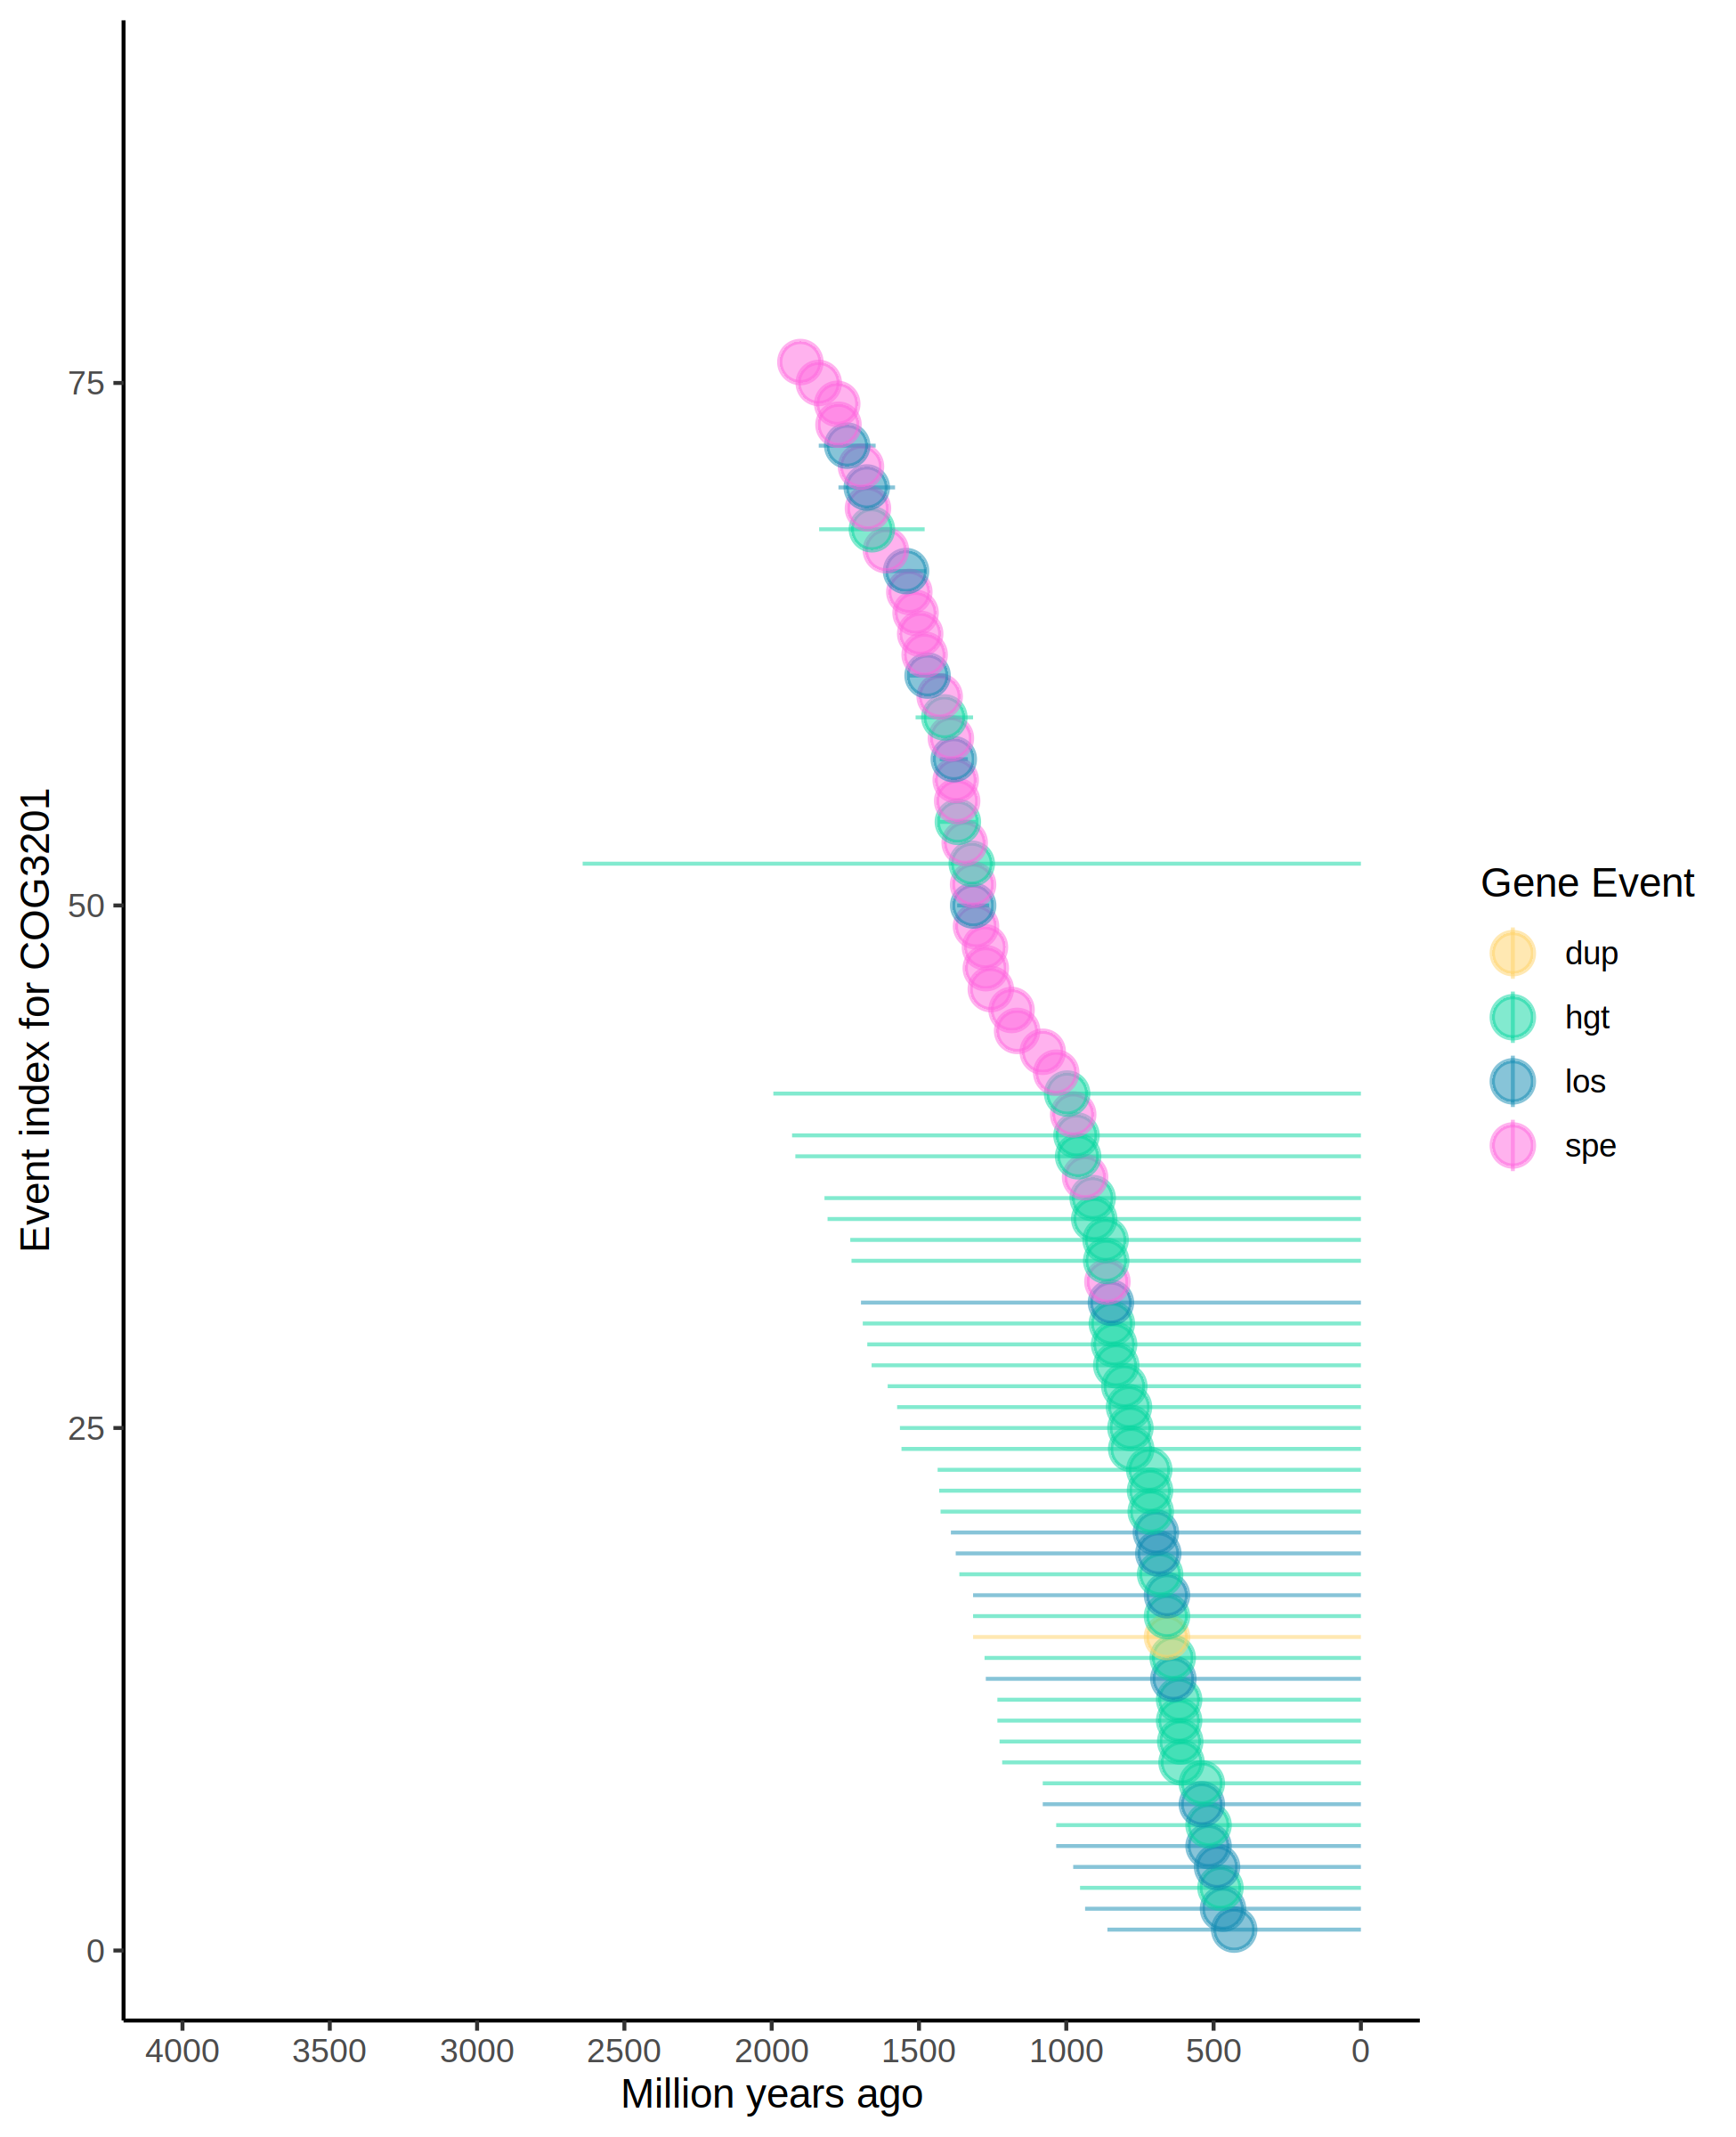 75
50
25
0
Event index for COG3201
4000 3500 3000 2500 2000 1500 1000 500 0
Million years ago
Gene Event
dup
hgt
los
spe